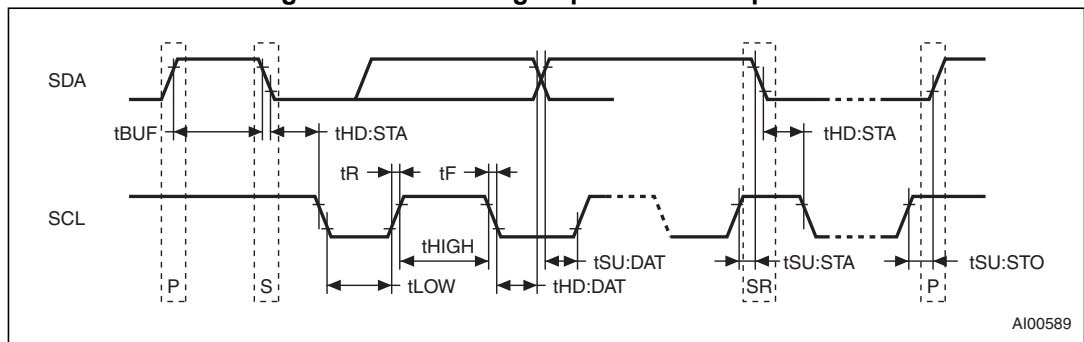 SDA
tBUF
tHD:STA
tHD:STA
tR
tF
SCL
tHIGH
tSU:DAT
tSU:STA
tSU:STO
P
S
tLOW
tHD:DAT
SR
P
AI00589